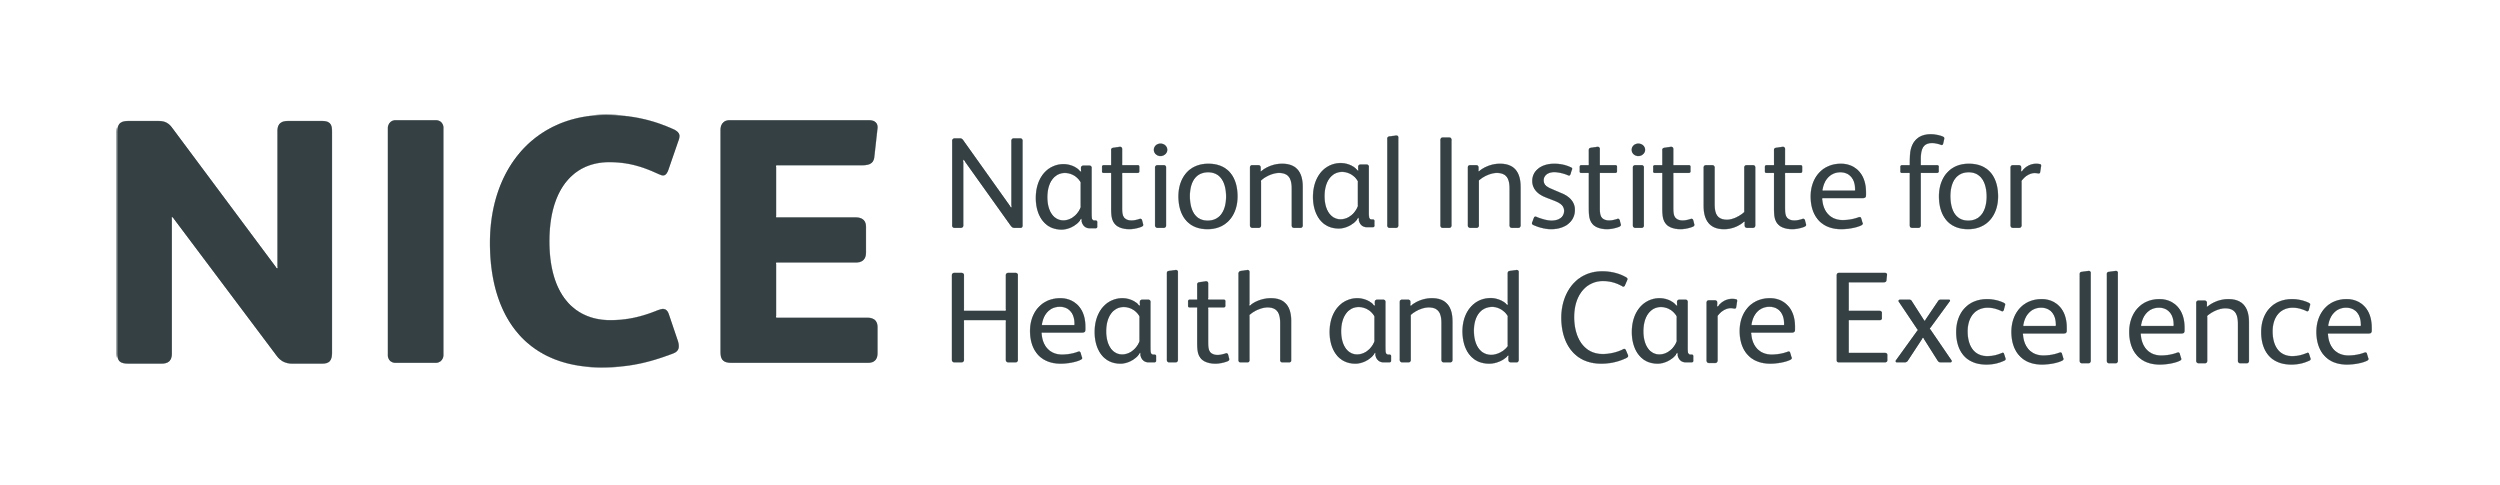 NICE
National Institute for
Health and Care Excellence